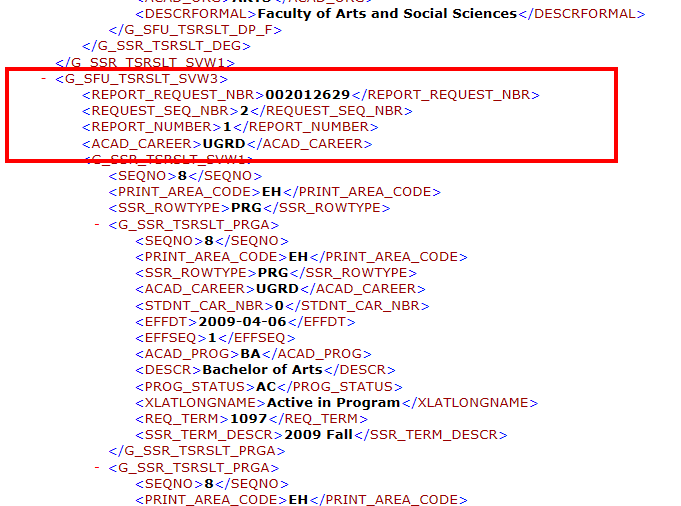 <ACAD_ORG>ARTS</ACAD_ORG>
<DESCRFORMAL>Faculty of Arts and Social Sciences</DESCRFORMAL>
</G_SFU_TSRSLT_DP_F>
</G_SSR_TSRSLT_DEG>
</G_SSR_TSRSLT_SVW1>
- <G_SFU_TSRSLT_SVW3>
<REPORT_REQUEST_NBR>002012629</REPORT_REQUEST_NBR>
<REQUEST_SEQ_NBR>2</REQUEST_SEQ_NBR>
<REPORT_NUMBER>1</REPORT_NUMBER>
<ACAD_CAREER>UGRD</ACAD_CAREER>
<G_SSR_TSRSLT_SVW1>
<SEQNO>8</SEQNO>
<PRINT_AREA_CODE>EH</PRINT_AREA_CODE>
<SSR_ROWTYPE>PRG</SSR_ROWTYPE>
- <G_SSR_TSRSLT_PRGA>
<SEQNO>8</SEQNO>
<PRINT_AREA_CODE>EH</PRINT_AREA_CODE>
<SSR_ROWTYPE>PRG</SSR_ROWTYPE>
<ACAD_CAREER>UGRD</ACAD_CAREER>
<STDNT_CAR_NBR>0</STDNT_CAR_NBR>
<EFFDT>2009-04-06</EFFDT>
<EFFSEQ>1</EFFSEQ>
<ACAD_PROG>BA</ACAD_PROG>
<DESCR>Bachelor of Arts</DESCR>
<PROG_STATUS>AC</PROG_STATUS>
<XLATLONGNAME>Active in Program</XLATLONGNAME>
<REQ_TERM>1097</REQ_TERM>
<SSR_TERM_DESCR>2009 Fall</SSR_TERM_DESCR>
</G_SSR_TSRSLT_PRGA>
- <G_SSR_TSRSLT_PRGA>
<SEQNO>8</SEQNO>
<PRINT_AREA_CODE>EH</PRINT_AREA_CODE>